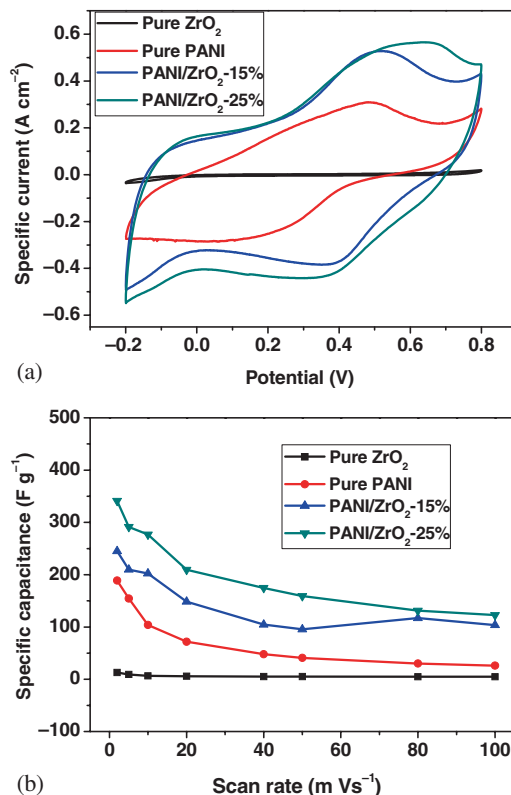 Pure ZrO₂
Pure PANI
PANI/ZrO₂-15%
PANI/ZrO₂-25%
0.6
0.4
0.2
0.0
−0.2
−0.4
−0.6
Specific current (A cm⁻²)
−0.2 0.0 0.2 0.4 0.6 0.8
(a)
Potential (V)
500
400
300
200
100
0
−100
Specific capacitance (F g⁻¹)
Pure ZrO₂
Pure PANI
PANI/ZrO₂-15%
PANI/ZrO₂-25%
0 20 40 60 80 100
(b)
Scan rate (m Vs⁻¹)